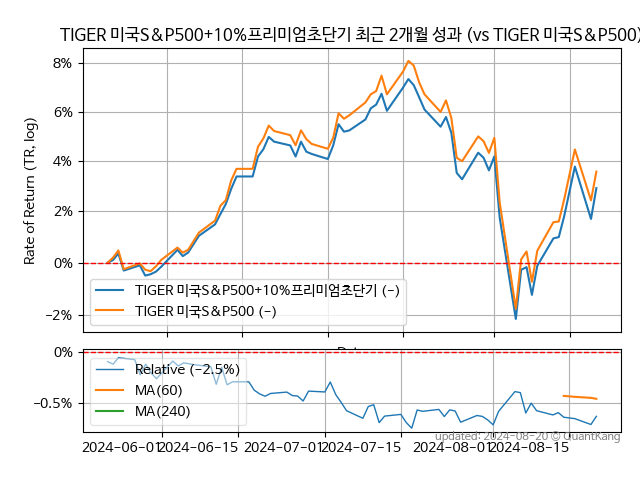 TIGER 미국S&P500+10%프리미엄초단기 최근 2개월 성과 (vs TIGER 미국S&P500)
8%
6%
4%
2%
0%
−2%
Rate of Return (TR, log)
TIGER 미국S&P500+10%프리미엄초단기 (−)
TIGER 미국S&P500 (−)
0%
−0.5%
Relative (−2.5%)
MA(60)
MA(240)
updated: 2024-08-20 © QuantKang
2024-06-01 2024-06-15 2024-07-01 2024-07-15 2024-08-01 2024-08-15